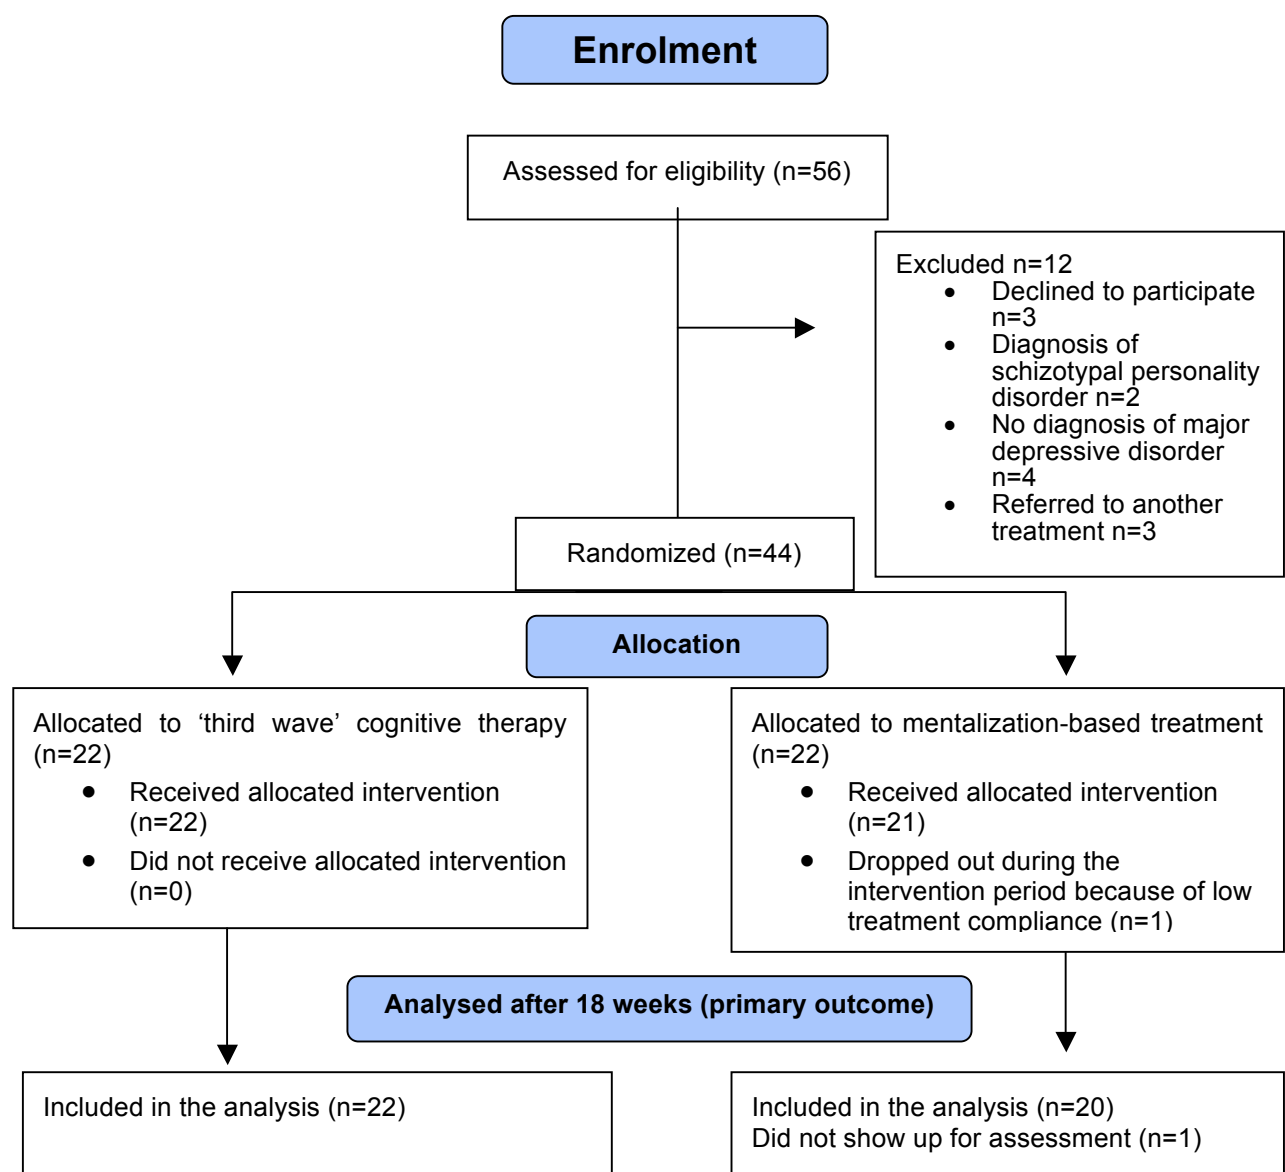 Enrolment
Assessed for eligibility (n=56)
Excluded n=12
• Declined to participate
n=3
• Diagnosis of
schizotypal personality
disorder n=2
• No diagnosis of major
depressive disorder
n=4
• Referred to another
treatment n=3
Randomized (n=44)
Allocation
Allocated to ‘third wave’ cognitive therapy
(n=22)
• Received allocated intervention
(n=22)
• Did not receive allocated intervention
(n=0)
Allocated to mentalization-based treatment
(n=22)
• Received allocated intervention
(n=21)
• Dropped out during the
intervention period because of low
treatment compliance (n=1)
Analysed after 18 weeks (primary outcome)
Included in the analysis (n=22)
Included in the analysis (n=20)
Did not show up for assessment (n=1)